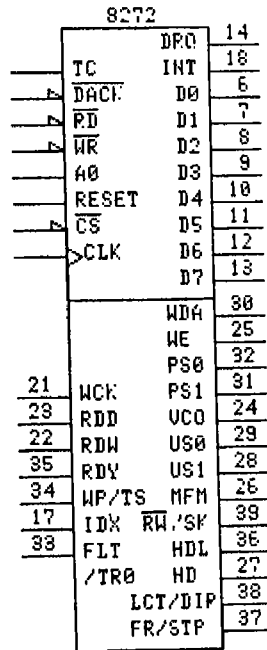 8272
DRQ 14
TC INT 18
DACK D0 6
RD D1 7
WR D2 8
A0 D3 9
RESET D4 10
CS D5 11
CLK D6 12
D7 13
WDA 30
WE 25
PS0 32
21 WCK PS1 31
23 RDD VCO 24
22 RDW US0 29
35 RDY US1 28
34 WP/TS MFM 26
17 IDX RW/SK 39
33 FLT HDL 36
/TR0 HD 27
LCT/DIR 38
FR/STP 37